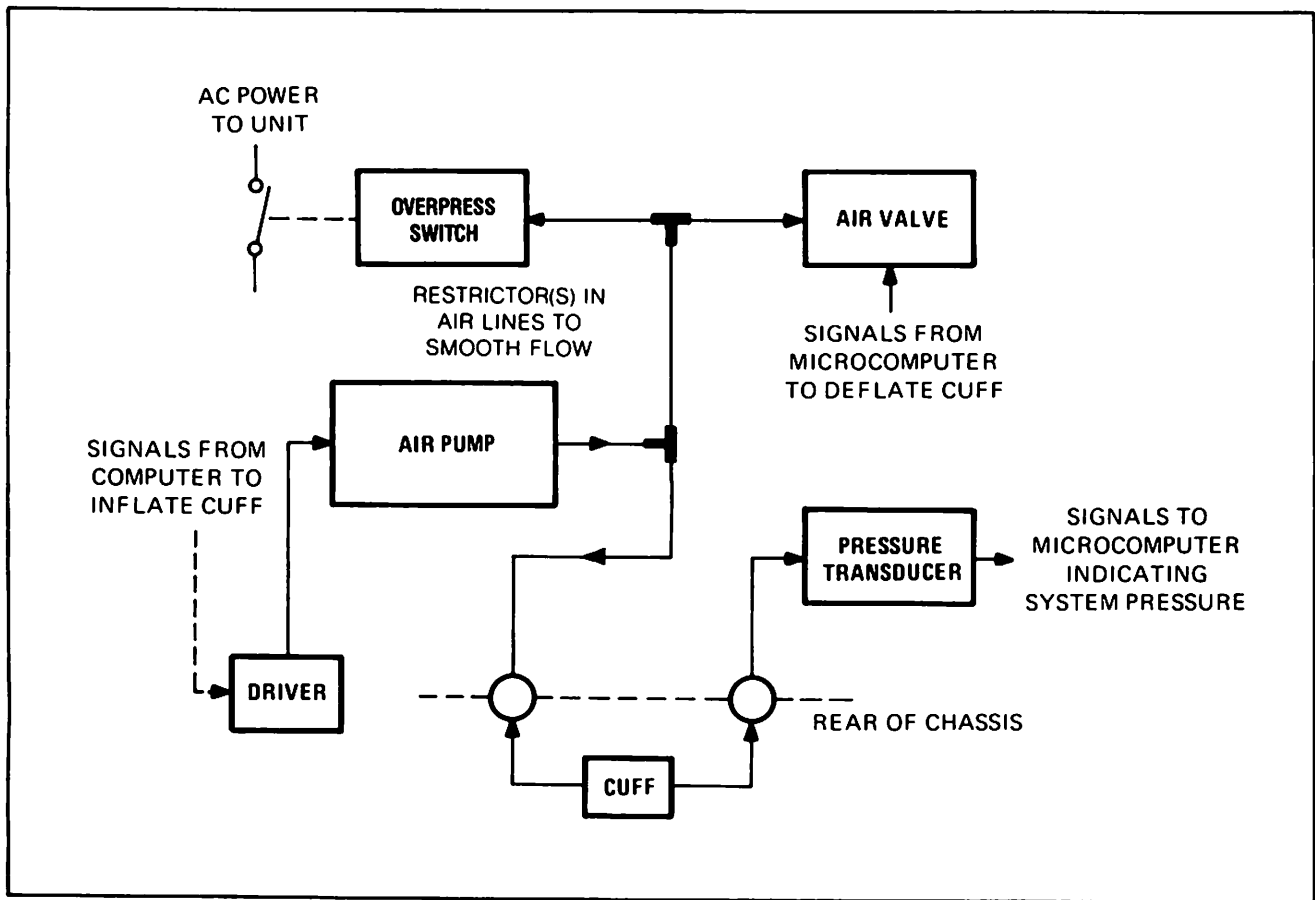 AC POWER
TO UNIT
OVERPRESS
SWITCH
AIR VALVE
RESTRICTOR(S) IN
AIR LINES TO
SMOOTH FLOW
SIGNALS FROM
MICROCOMPUTER
TO DEFLATE CUFF
SIGNALS FROM
COMPUTER TO
INFLATE CUFF
AIR PUMP
PRESSURE
TRANSDUCER
SIGNALS TO
MICROCOMPUTER
INDICATING
SYSTEM PRESSURE
DRIVER
REAR OF CHASSIS
CUFF